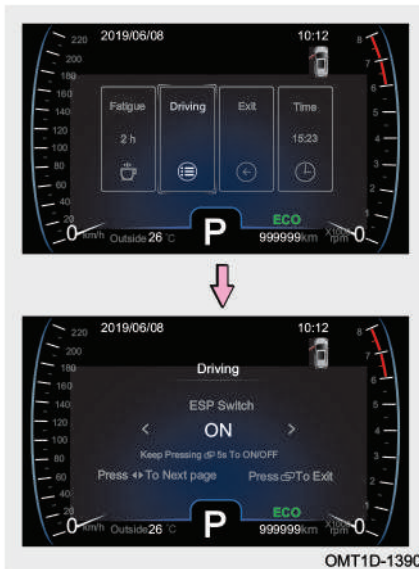 220 2019/06/08 10:12 8
200
180 7
160 6
140 Fatigue Driving Exit Time
120 5
100 2 h 15:23 4
80
60 3
40 2
20 ECO 1
0 km/h Outside 26 °C P 999999 km rpm 0
220 2019/06/08 10:12 8
200
180 Driving 7
160 6
140 ESP Switch 5
120 < ON >
100 4
80 Keep Pressing 5s To ON/OFF 3
60 Press To Next page Press To Exit
40 2
20 ECO 1
0 km/h Outside 26 °C P 999999 km rpm 0
OMT1D-1390